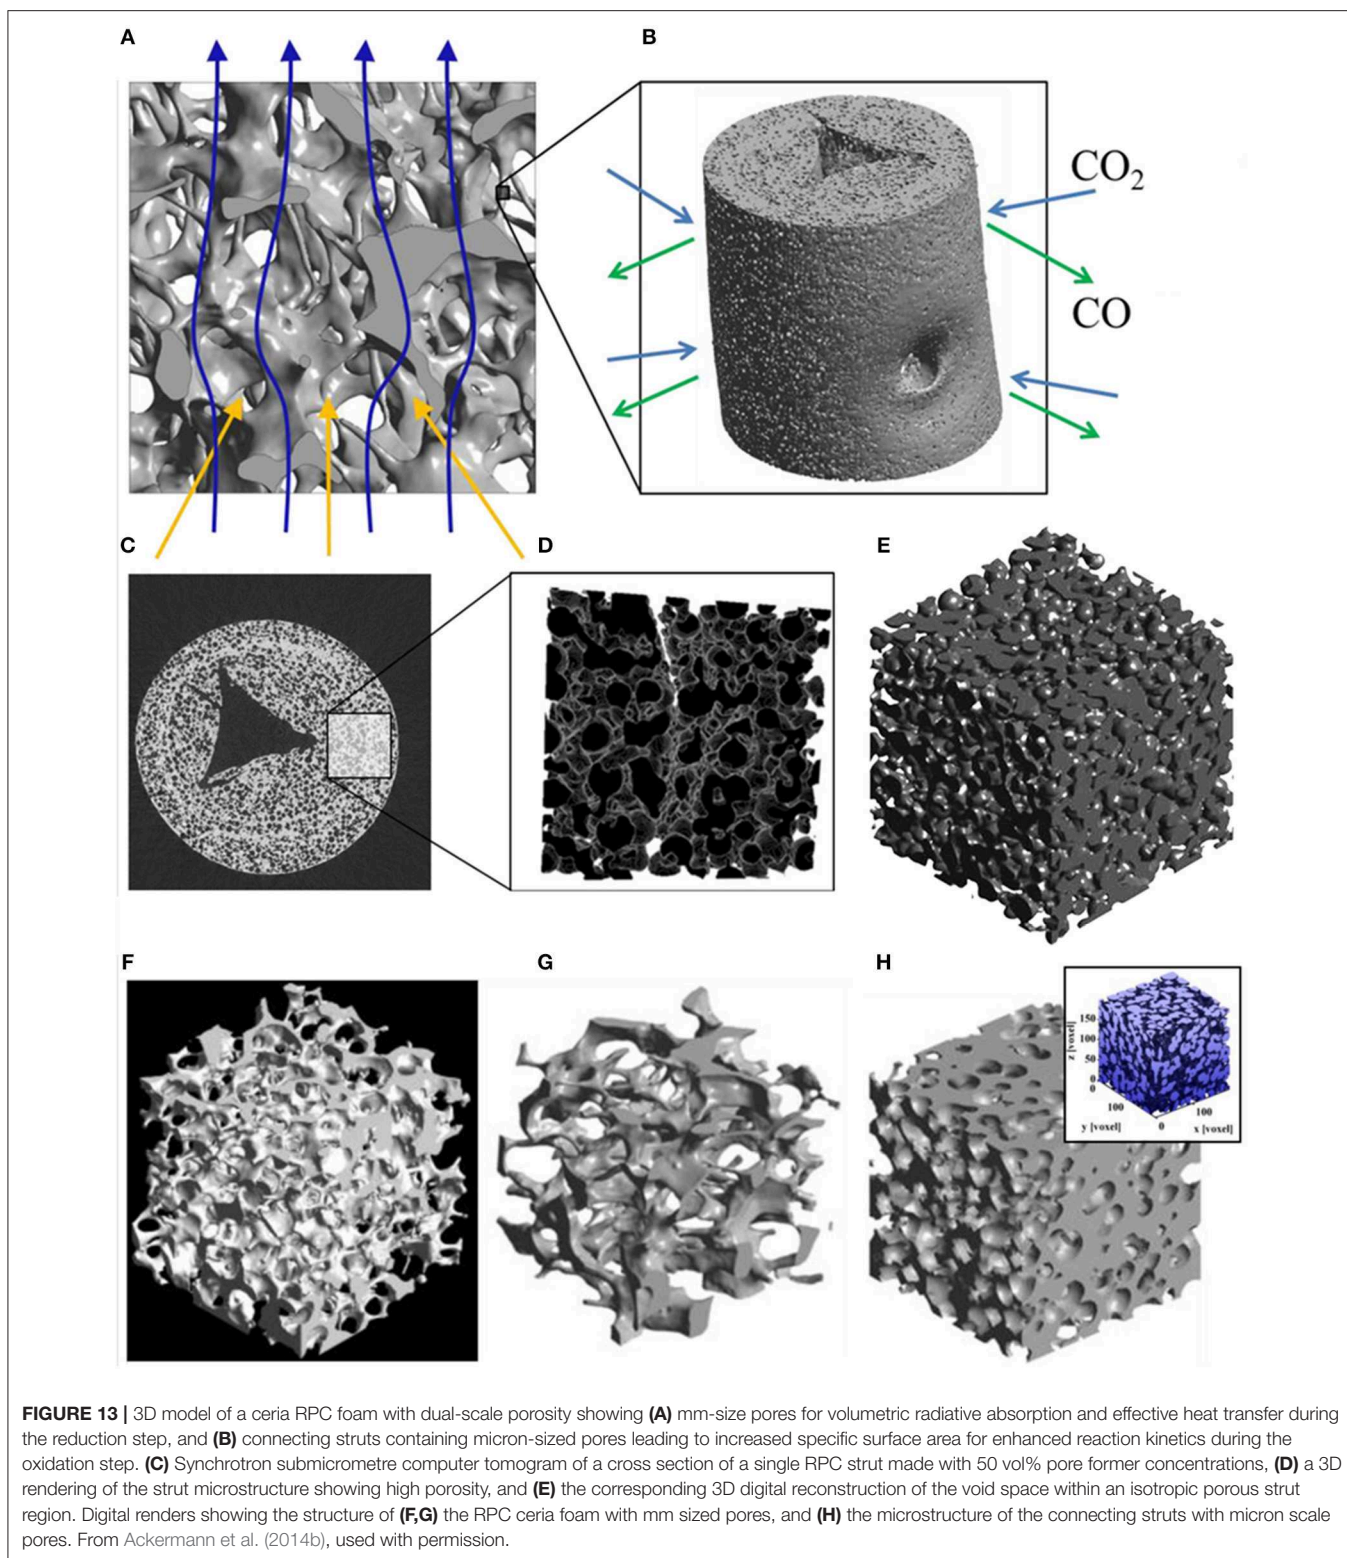 A
B
CO₂
CO
C
D
E
F
G
H
150
100
50
0
0
100
100
0
z [voxel]
y [voxel]
x [voxel]
FIGURE 13 | 3D model of a ceria RPC foam with dual-scale porosity showing (A) mm-size pores for volumetric radiative absorption and effective heat transfer during
the reduction step, and (B) connecting struts containing micron-sized pores leading to increased specific surface area for enhanced reaction kinetics during the
oxidation step. (C) Synchrotron submicrometre computer tomogram of a cross section of a single RPC strut made with 50 vol% pore former concentrations, (D) a 3D
rendering of the strut microstructure showing high porosity, and (E) the corresponding 3D digital reconstruction of the void space within an isotropic porous strut
region. Digital renders showing the structure of (F,G) the RPC ceria foam with mm sized pores, and (H) the microstructure of the connecting struts with micron scale
pores. From Ackermann et al. (2014b), used with permission.